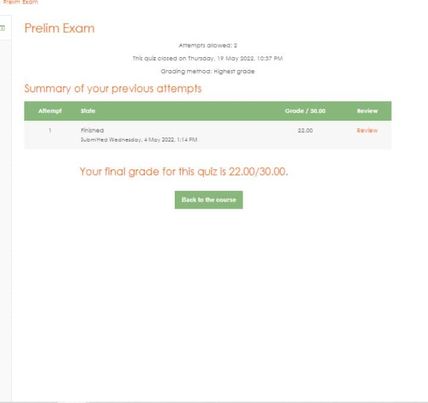 Prelim Exam
Prelim Exam
Attempts allowed: 2
This quiz closed on Thursday, 19 May 2022, 10:37 PM
Grading method: Highest grade
Summary of your previous attempts
Attempt State Grade / 30.00 Review
1 Finished 22.00 Review
Submitted Wednesday, 4 May 2022, 1:14 PM
Your final grade for this quiz is 22.00/30.00.
Back to the course